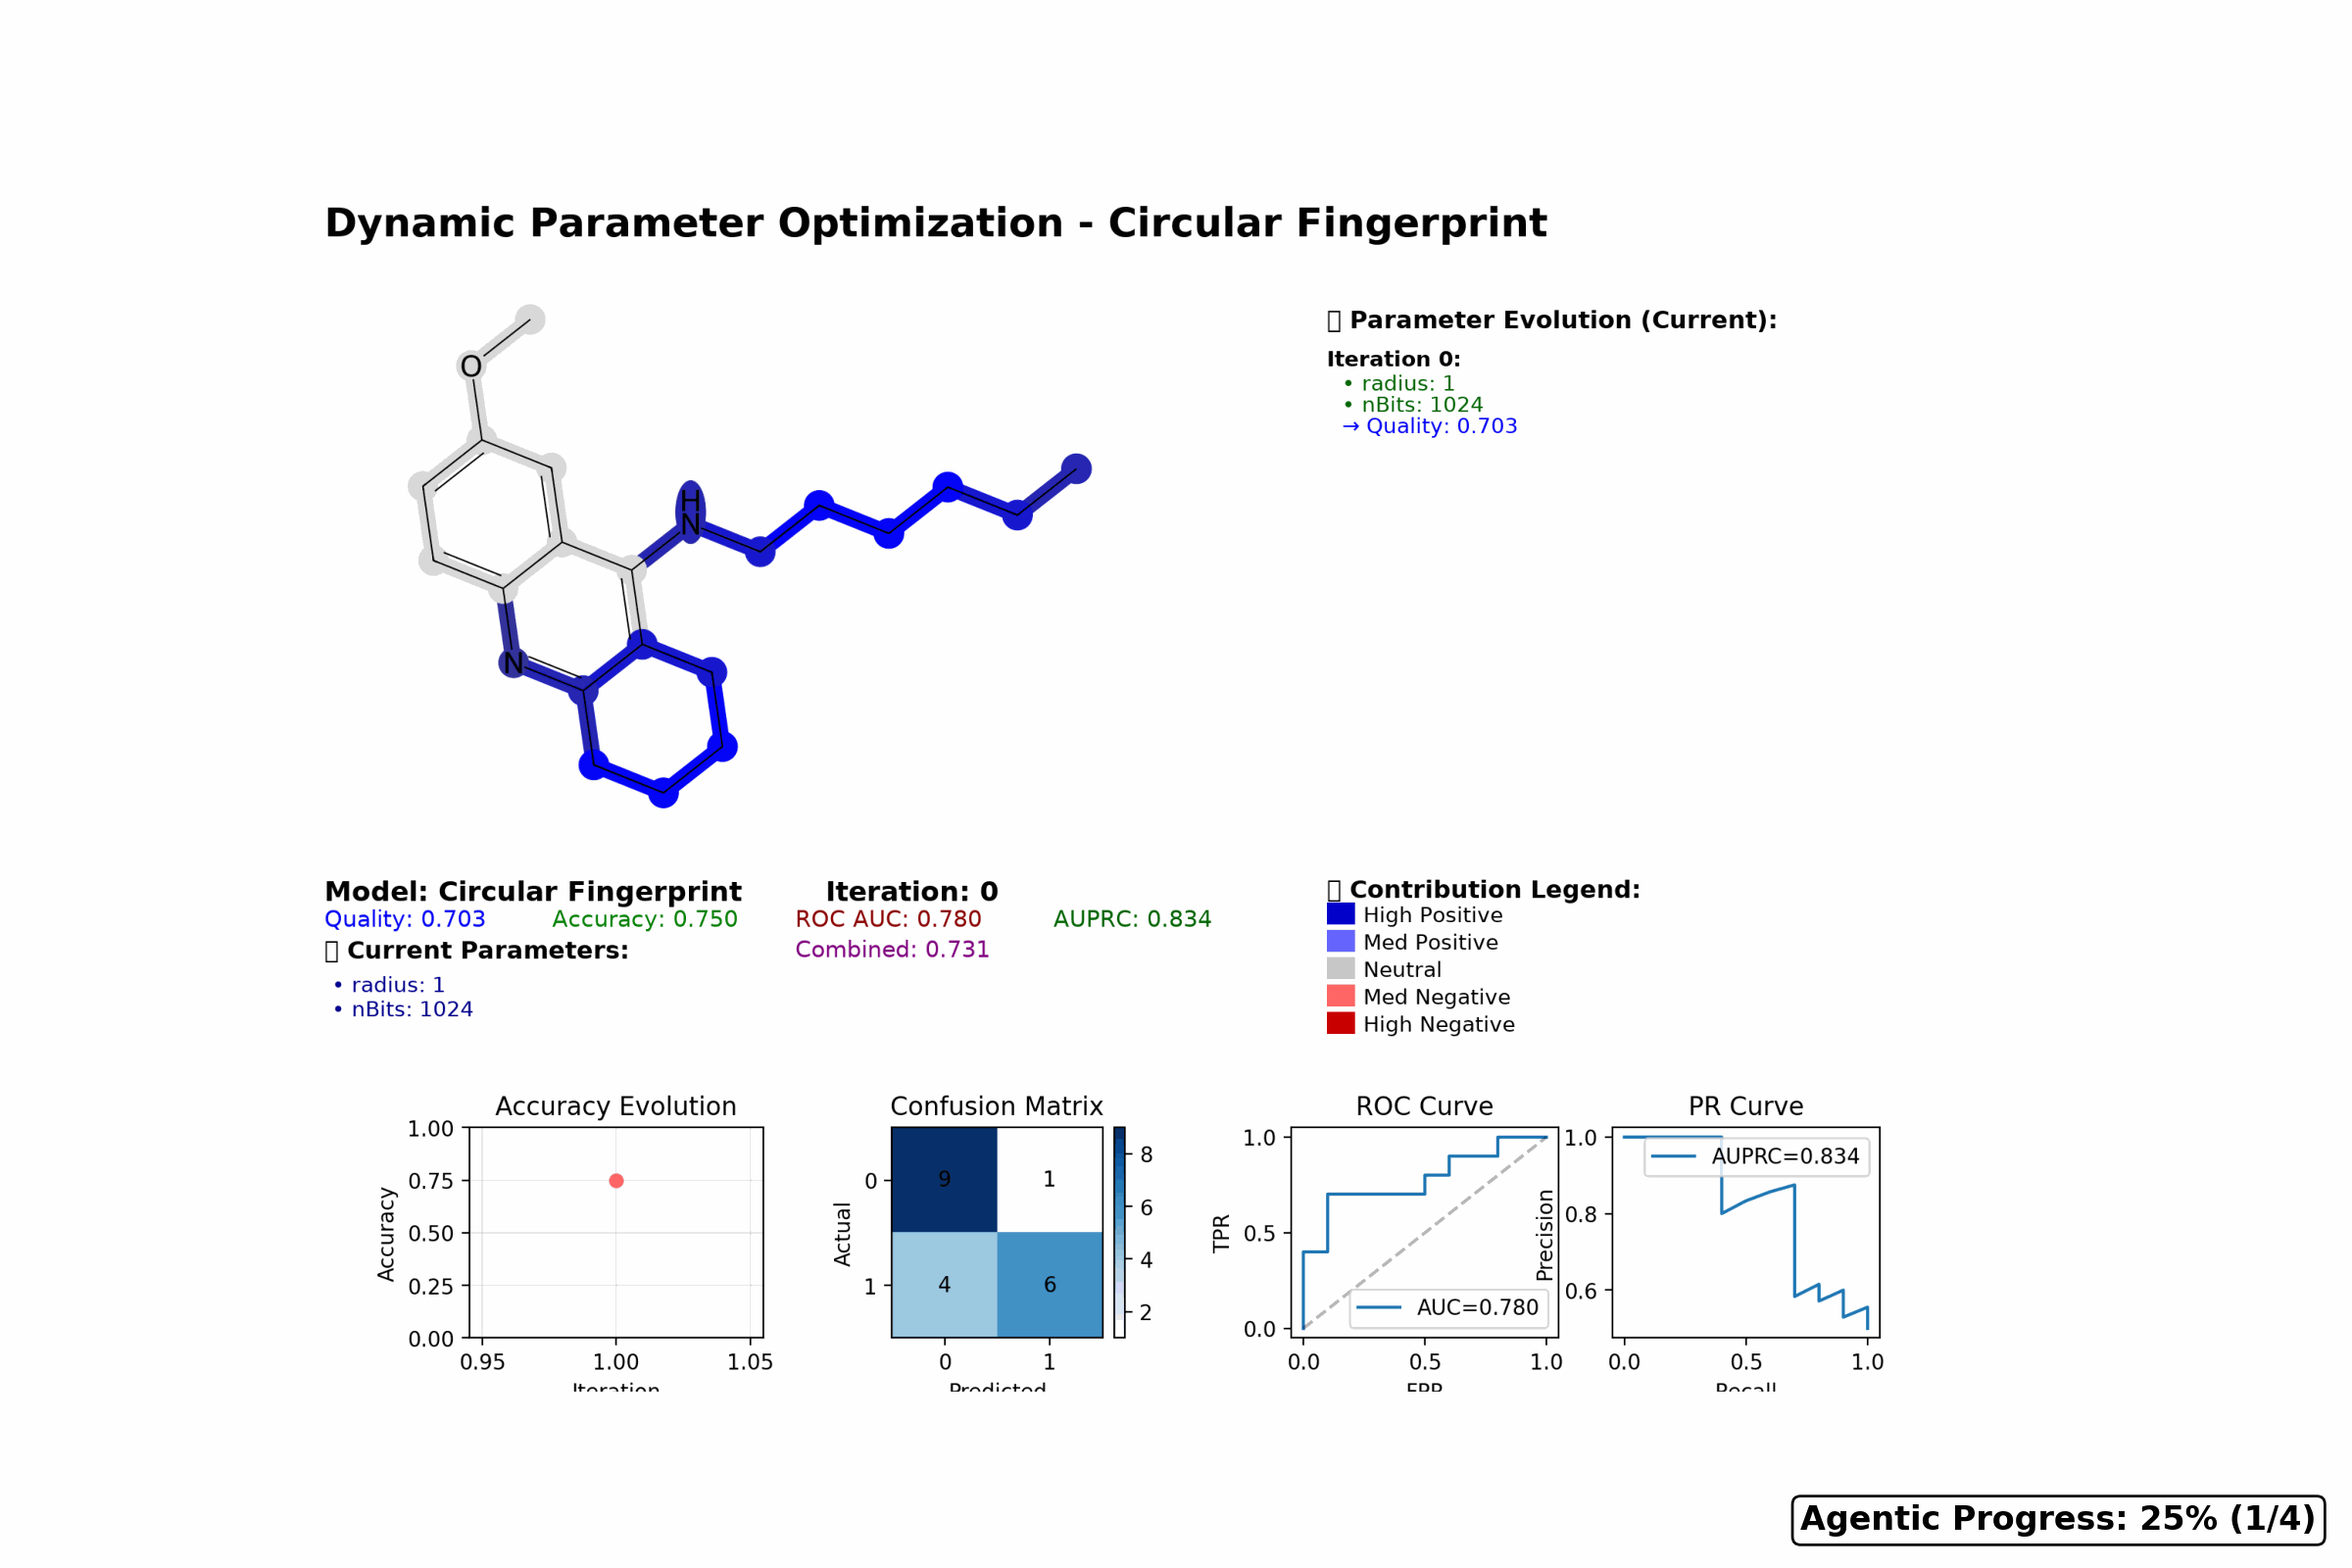 Dynamic Parameter Optimization - Circular Fingerprint
O
H
N
N
Parameter Evolution (Current):
Iteration 0:
• radius: 1
• nBits: 1024
→ Quality: 0.703
Model: Circular Fingerprint Iteration: 0
Quality: 0.703 Accuracy: 0.750 ROC AUC: 0.780 AUPRC: 0.834
Current Parameters: Combined: 0.731
• radius: 1
• nBits: 1024
Contribution Legend:
High Positive
Med Positive
Neutral
Med Negative
High Negative
Accuracy Evolution
1.00
0.75
0.50
0.25
0.00
Accuracy
0.95 1.00 1.05
Iteration
Confusion Matrix
Actual
0
1
9 1
4 6
0 1
Predicted
8
6
4
2
ROC Curve
TPR
1.0
0.5
0.0
AUC=0.780
0.0 0.5 1.0
FPR
PR Curve
Precision
1.0
0.8
0.6
AUPRC=0.834
0.0 0.5 1.0
Recall
Agentic Progress: 25% (1/4)